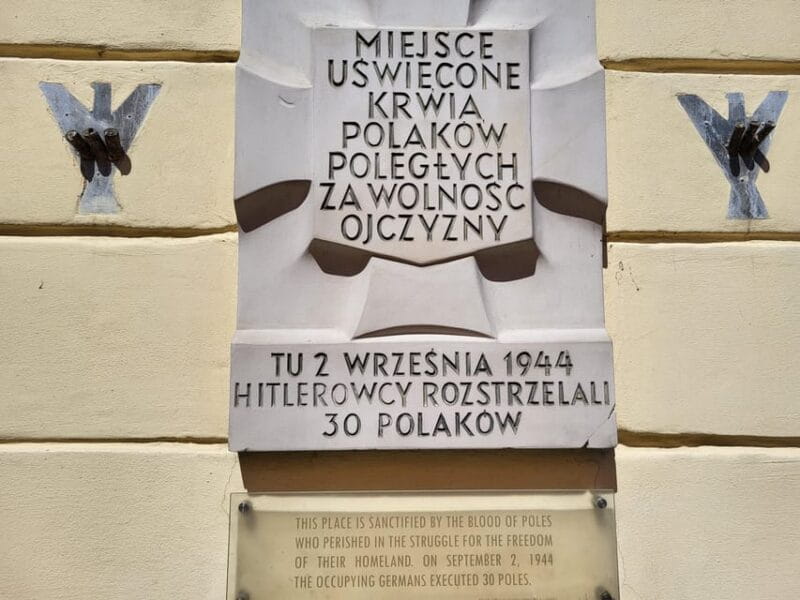 MIEJSCE
UŚWIĘCONE
KRWIĄ
POLAKÓW
POLEGŁYCH
ZA WOLNOŚĆ
OJCZYZNY
TU 2 WRZEŚNIA 1944
HITLEROWCY ROZSTRZELALI
30 POLAKÓW
THIS PLACE IS SANCTIFIED BY THE BLOOD OF POLES
WHO PERISHED IN THE STRUGGLE FOR THE FREEDOM
OF THEIR HOMELAND. ON SEPTEMBER 2, 1944
THE OCCUPYING GERMANS EXECUTED 30 POLES.